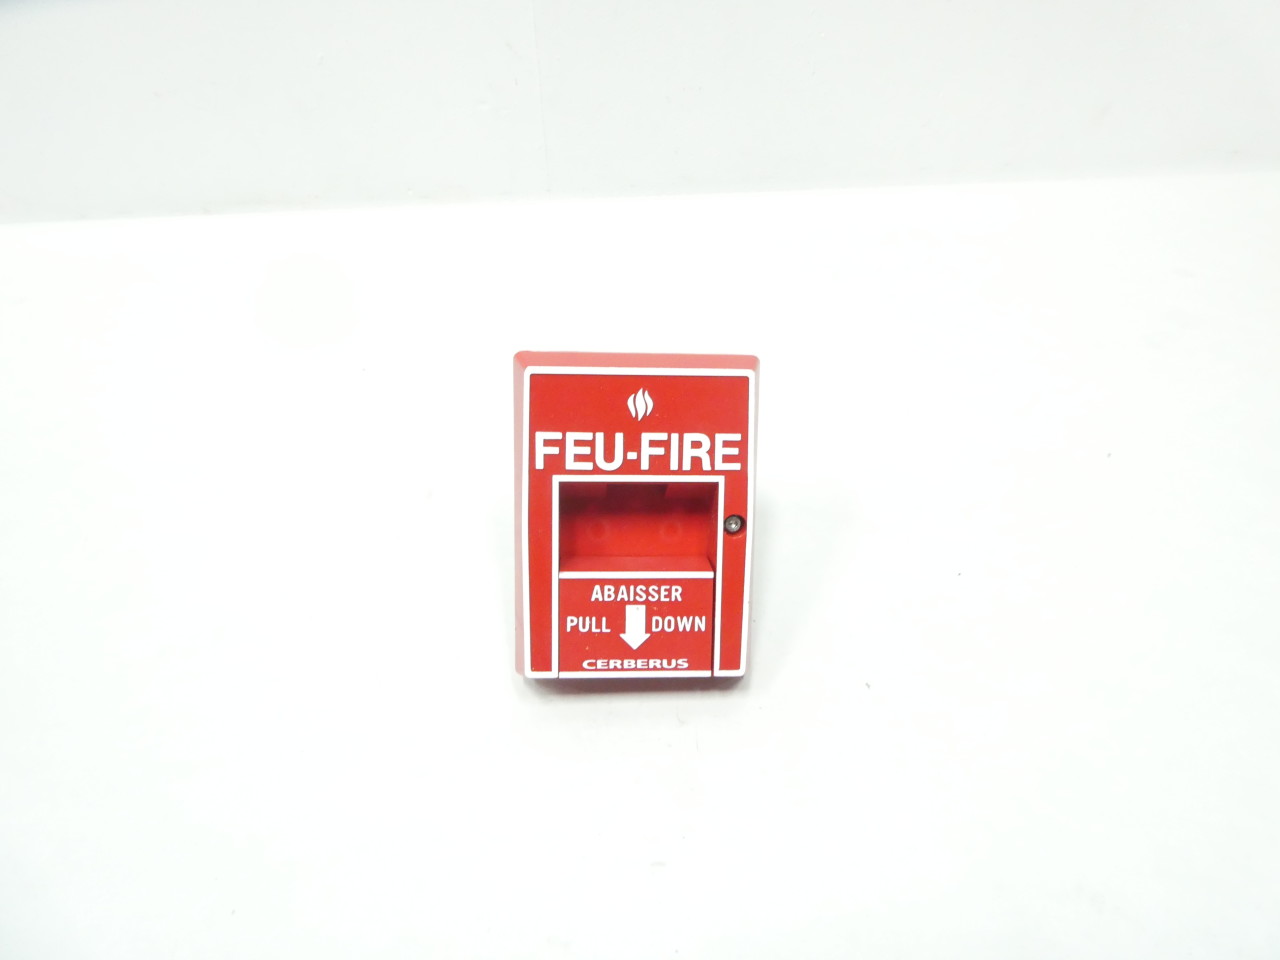 FEU-FIRE
ABAISSER
PULL DOWN
CERBERUS